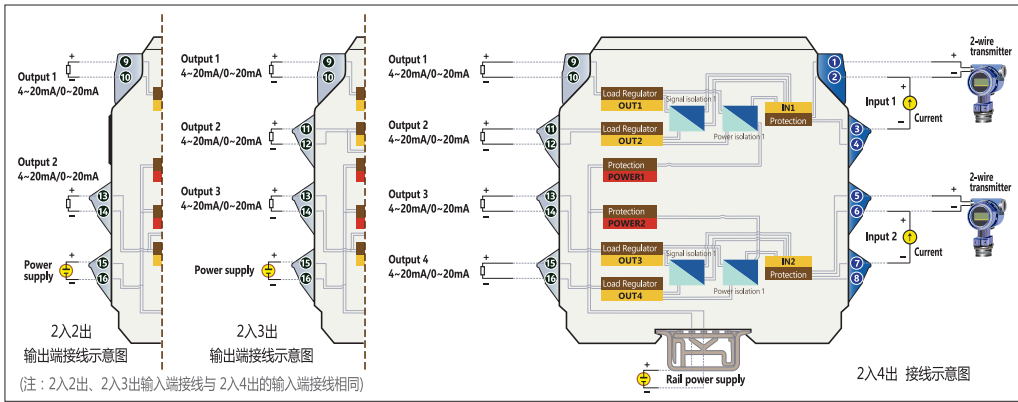 +
9
10
−
Output 1
4~20mA/0~20mA
Output 2
4~20mA/0~20mA
+
13
14
−
Power
supply
+
15
16
−
2入2出
输出端接线示意图
Output 1
4~20mA/0~20mA
+
9
10
−
Output 2
4~20mA/0~20mA
+
11
12
−
Output 3
4~20mA/0~20mA
+
13
14
−
Power supply
+
15
16
−
2入3出
输出端接线示意图
(注：2入2出、2入3出输入端接线与 2入4出的输入端接线相同)
Output 1
4~20mA/0~20mA
+
9
10
−
Output 2
4~20mA/0~20mA
+
11
12
−
Output 3
4~20mA/0~20mA
+
13
14
−
Output 4
4~20mA/0~20mA
+
15
16
−
Load Regulator
OUT1
Load Regulator
OUT2
Signal isolation 1
Power isolation 1
IN1
Protection
Protection
POWER1
Protection
POWER2
Load Regulator
OUT3
Load Regulator
OUT4
Signal isolation 1
Power isolation 1
IN2
Protection
1
2
3
4
5
6
7
8
+
−
2-wire
transmitter
+
Input 1
Current
−
+
−
2-wire
transmitter
+
Input 2
Current
−
+
−
Rail power supply
2入4出 接线示意图